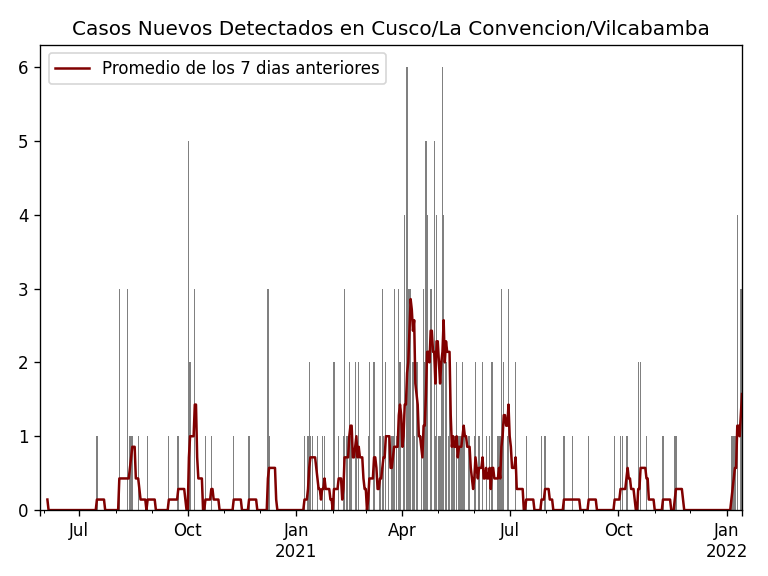 Casos Nuevos Detectados en Cusco/La Convencion/Vilcabamba
Promedio de los 7 dias anteriores
6
5
4
3
2
1
0
Jul Oct Jan Apr Jul Oct Jan
2021 2022